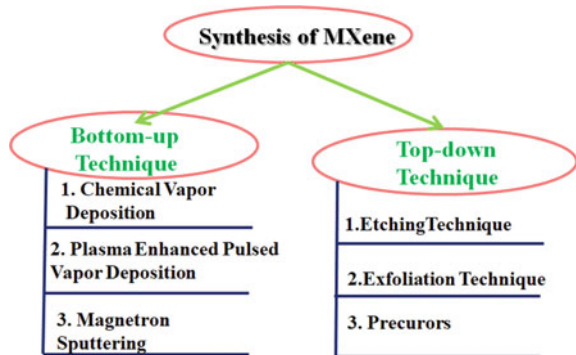 Synthesis of MXene
Bottom-up
Technique
1. Chemical Vapor
Deposition
2. Plasma Enhanced Pulsed
Vapor Deposition
3. Magnetron
Sputtering
Top-down
Technique
1.EtchingTechnique
2.Exfoliation Technique
3. Precurors